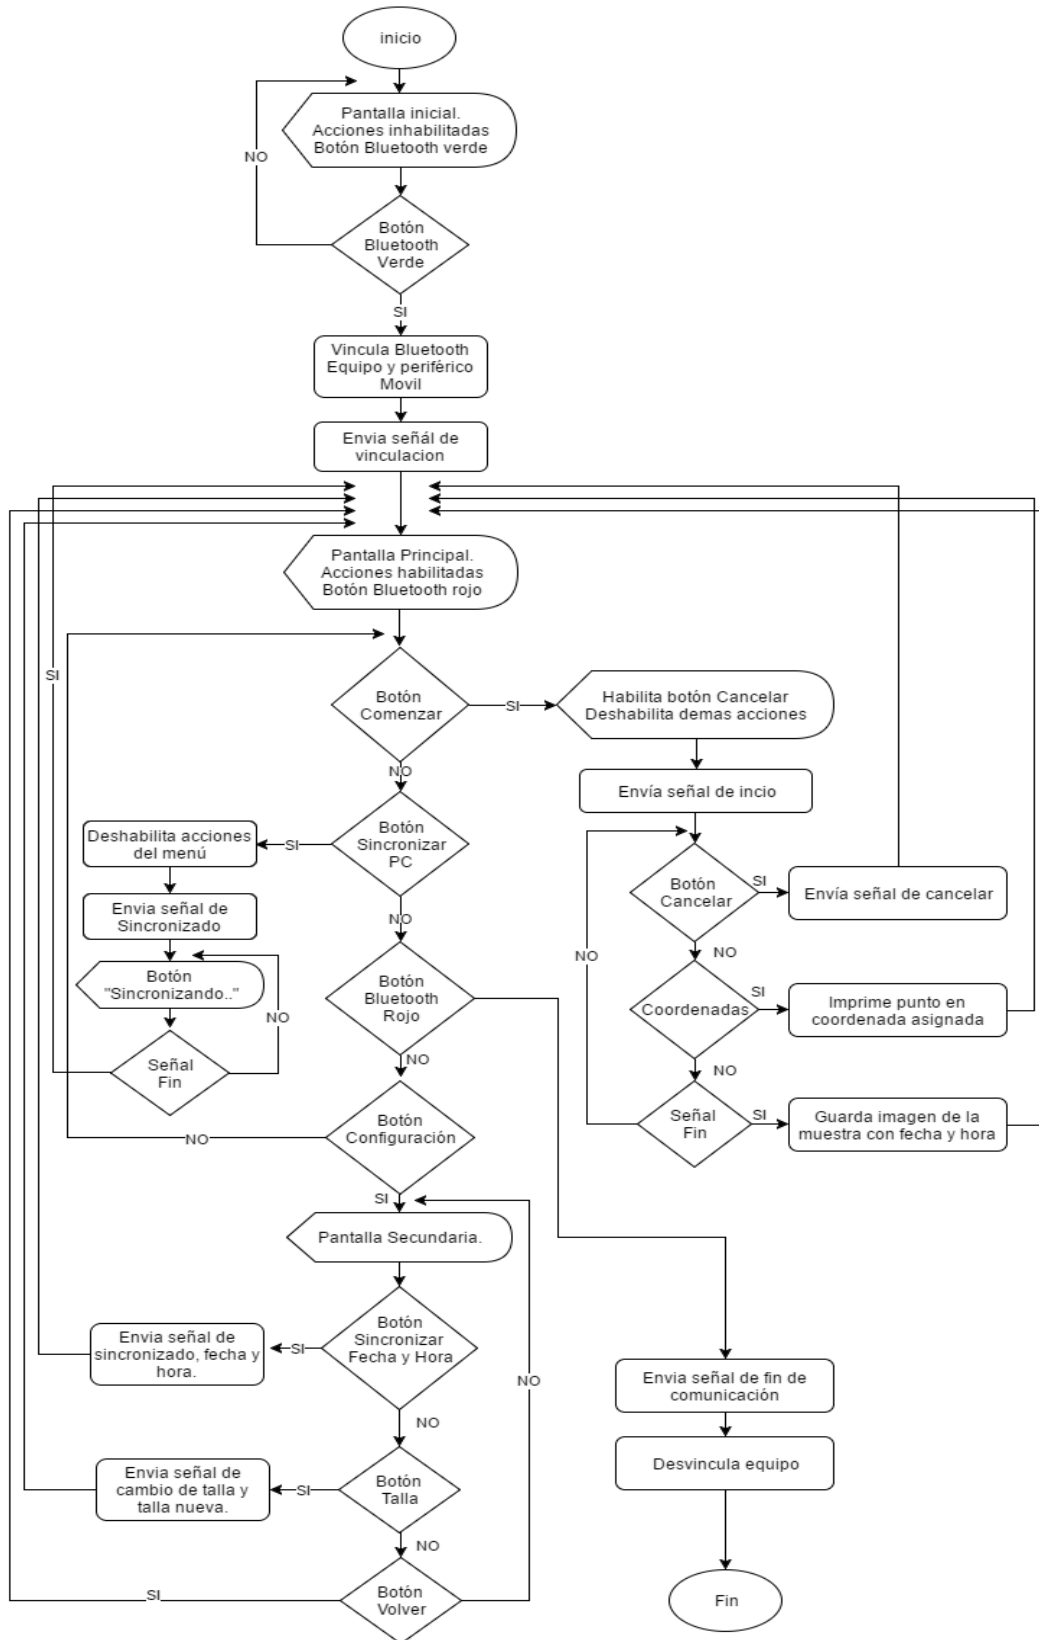 inicio
Pantalla inicial.
Acciones inhabilitadas
Botón Bluetooth verde
NO
Botón
Bluetooth
Verde
SI
Vincula Bluetooth
Equipo y periférico
Movil
Envia señál de
vinculacion
Pantalla Principal.
Acciones habilitadas
Botón Bluetooth rojo
SI
Botón
Comenzar
SI
Habilita botón Cancelar
Deshabilita demas acciones
NO
Envía señal de incio
Botón
Sincronizar
PC
SI
Deshabilita acciones
del menú
Envia señal de
Sincronizado
Botón
"Sincronizando.."
NO
Señal
Fin
NO
Botón
Bluetooth
Rojo
NO
Botón
Configuración
NO
SI
Botón
Cancelar
SI
Envía señal de cancelar
NO
NO
Coordenadas
SI
Imprime punto en
coordenada asignada
NO
Señal
Fin
SI
Guarda imagen de la
muestra con fecha y hora
Pantalla Secundaria.
Botón
Sincronizar
Fecha y Hora
SI
Envia señal de
sincronizado, fecha y
hora.
NO
NO
Botón
Talla
SI
Envia señal de
cambio de talla y
talla nueva.
NO
Botón
Volver
SI
Envia señal de fin de
comunicación
Desvincula equipo
Fin